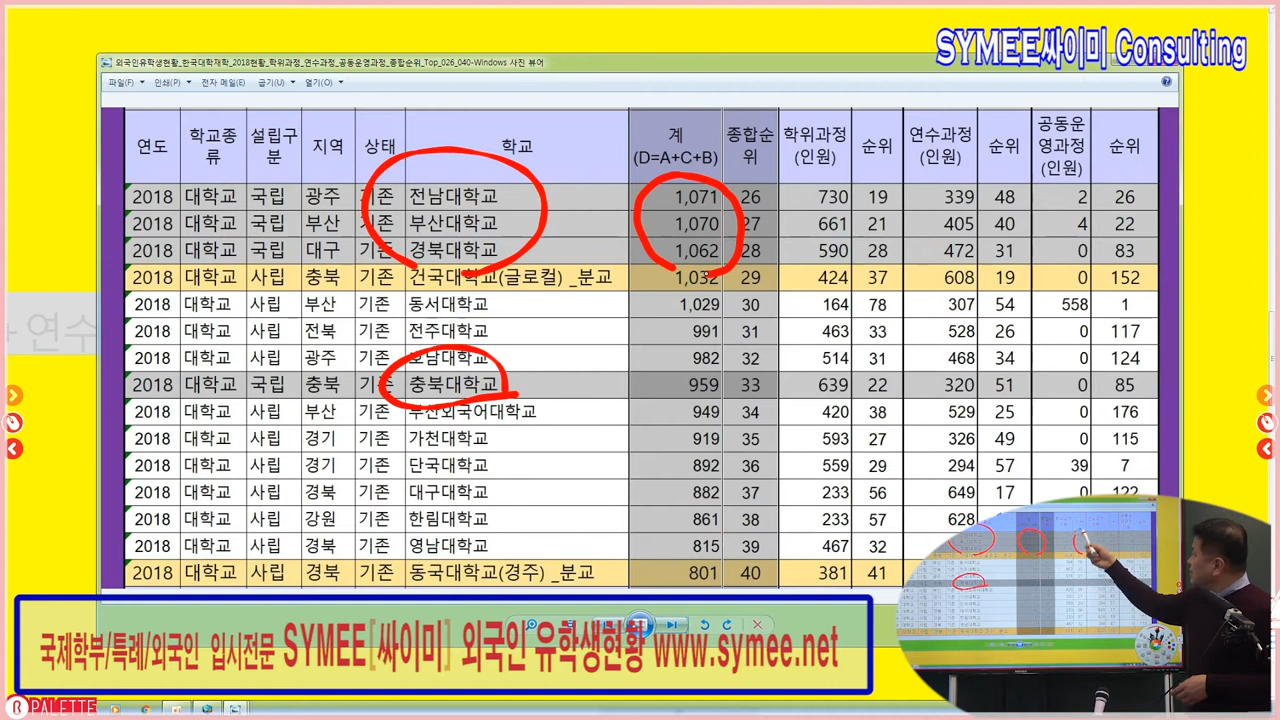 SYMEE싸이미 Consulting
외국인유학생현황_한국대학재학_2018현황_학위과정_연수과정_공동운영과정_종합순위_Top_026_040-Windows 사진 뷰어
파일(F) 인쇄(P) 전자 메일(E) 굽기(U) 열기(O)
연도 학교종류 설립구분 지역 상태 학교 계 (D=A+C+B) 종합순위 학위과정 (인원) 순위 연수과정 (인원) 순위 공동운영과정 (인원) 순위
2018 대학교 국립 광주 기존 전남대학교 1,071 26 730 19 339 48 2 26
2018 대학교 국립 부산 기존 부산대학교 1,070 27 661 21 405 40 4 22
2018 대학교 국립 대구 기존 경북대학교 1,062 28 590 28 472 31 0 83
2018 대학교 사립 충북 기존 건국대학교(글로컬) _분교 1,032 29 424 37 608 19 0 152
2018 대학교 사립 부산 기존 동서대학교 1,029 30 164 78 307 54 558 1
2018 대학교 사립 전북 기존 전주대학교 991 31 463 33 528 26 0 117
2018 대학교 사립 광주 기존 호남대학교 982 32 514 31 468 34 0 124
2018 대학교 국립 충북 기존 충북대학교 959 33 639 22 320 51 0 85
2018 대학교 사립 부산 기존 부산외국어대학교 949 34 420 38 529 25 0 176
2018 대학교 사립 경기 기존 가천대학교 919 35 593 27 326 49 0 115
2018 대학교 사립 경기 기존 단국대학교 892 36 559 29 294 57 39 7
2018 대학교 사립 경북 기존 대구대학교 882 37 233 56 649 17 0 122
2018 대학교 사립 강원 기존 한림대학교 861 38 233 57 628
2018 대학교 사립 경북 기존 영남대학교 815 39 467 32
2018 대학교 사립 경북 기존 동국대학교(경주) _분교 801 40 381 41
연수
국제학부/특례/외국인 입시전문 SYMEE[싸이미] 외국인 유학생현황 www.symee.net
PALETTE